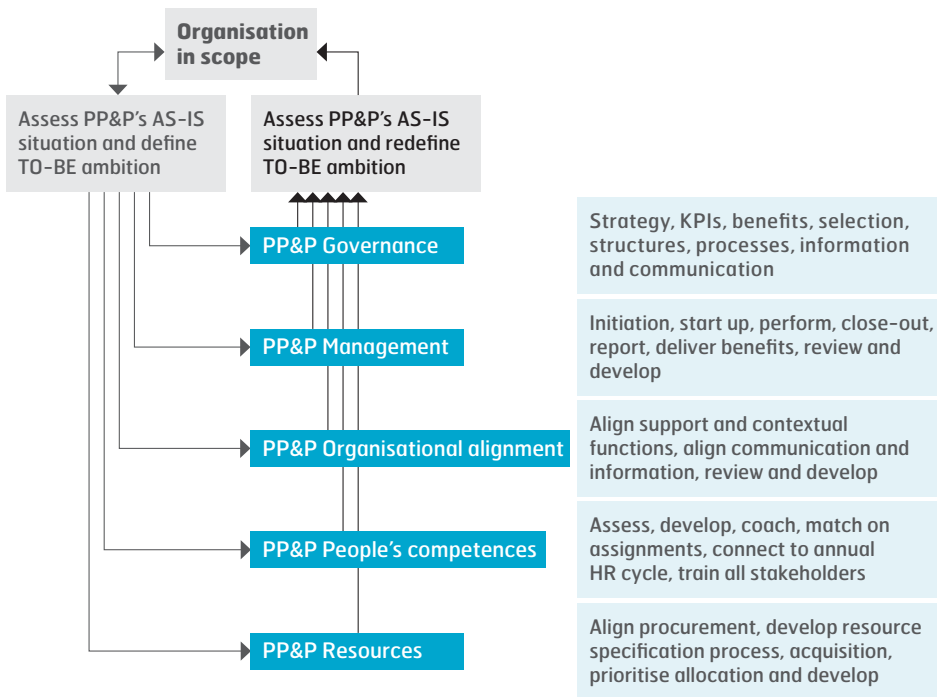 Organisation
in scope
Assess PP&P's AS-IS
situation and define
TO-BE ambition
Assess PP&P's AS-IS
situation and redefine
TO-BE ambition
PP&P Governance
Strategy, KPIs, benefits, selection,
structures, processes, information
and communication
PP&P Management
Initiation, start up, perform, close-out,
report, deliver benefits, review and
develop
PP&P Organisational alignment
Align support and contextual
functions, align communication and
information, review and develop
PP&P People's competences
Assess, develop, coach, match on
assignments, connect to annual
HR cycle, train all stakeholders
PP&P Resources
Align procurement, develop resource
specification process, acquisition,
prioritise allocation and develop